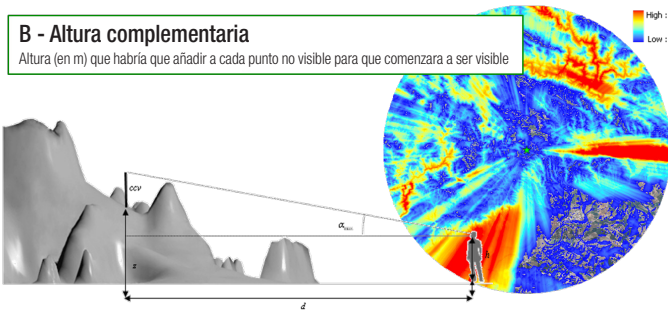 B - Altura complementaria
Altura (en m) que habría que añadir a cada punto no visible para que comenzara a ser visible
High :
Low :
ccv
αmax
z
h
d